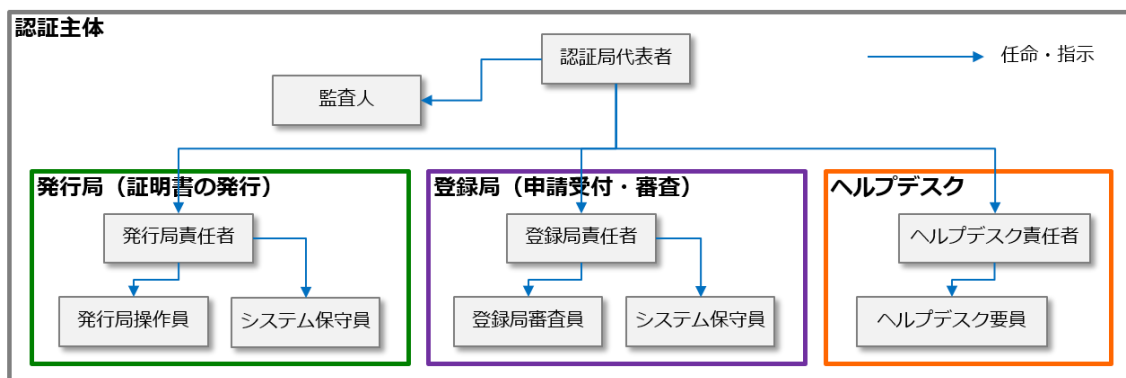 認証主体
認証局代表者
任命・指示
監査人
発行局（証明書の発行）
登録局（申請受付・審査）
ヘルプデスク
発行局責任者
登録局責任者
ヘルプデスク責任者
発行局操作員
システム保守員
登録局審査員
システム保守員
ヘルプデスク要員